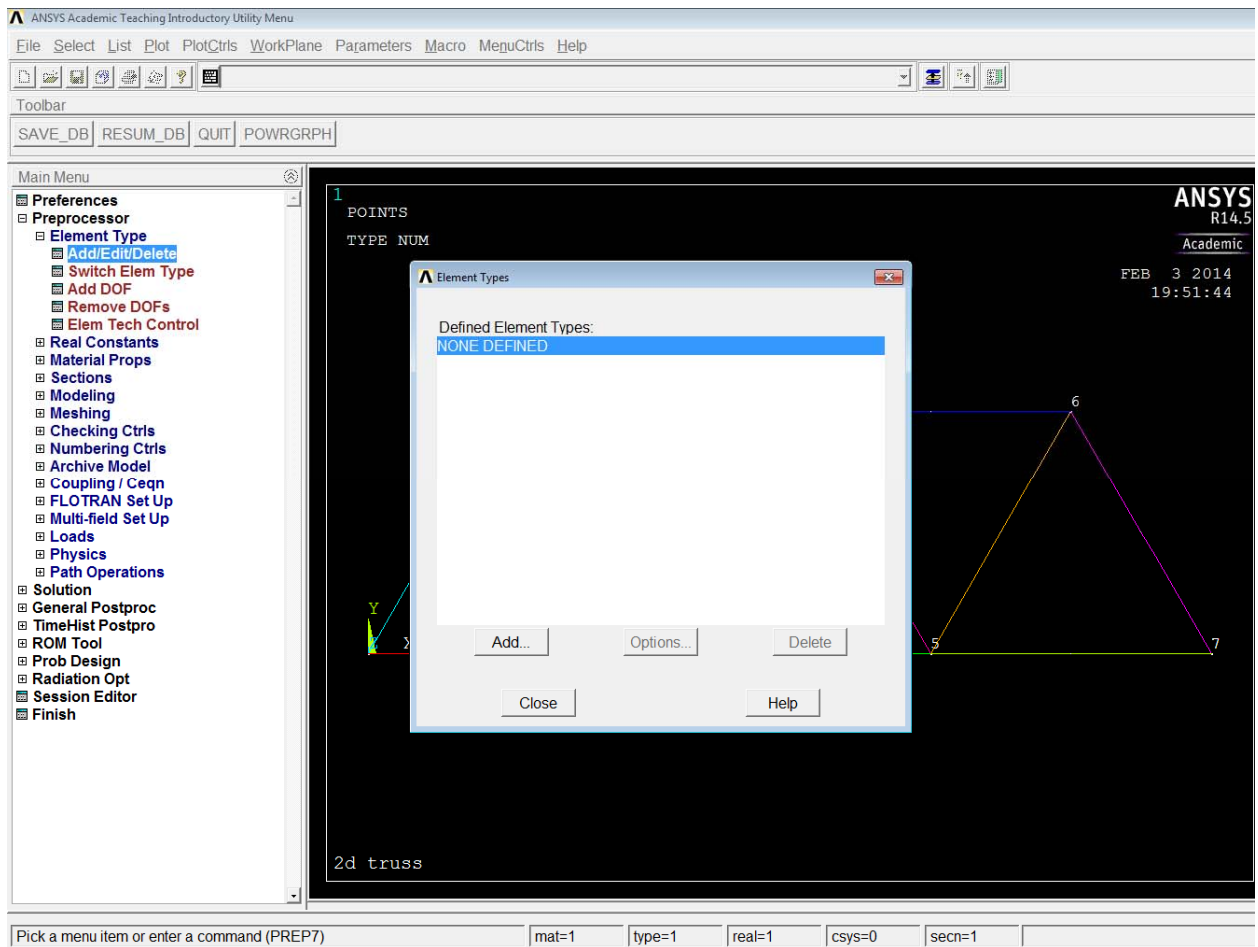 ANSYS Academic Teaching Introductory Utility Menu
File Select List Plot PlotCtrls WorkPlane Parameters Macro MenuCtrls Help
Toolbar
SAVE_DB RESUM_DB QUIT POWRGRPH
Main Menu
Preferences
Preprocessor
Element Type
Add/Edit/Delete
Switch Elem Type
Add DOF
Remove DOFs
Elem Tech Control
Real Constants
Material Props
Sections
Modeling
Meshing
Checking Ctrls
Numbering Ctrls
Archive Model
Coupling / Ceqn
FLOTRAN Set Up
Multi-field Set Up
Loads
Physics
Path Operations
Solution
General Postproc
TimeHist Postpro
ROM Tool
Prob Design
Radiation Opt
Session Editor
Finish
1
POINTS
TYPE NUM
ANSYS
R14.5
Academic
FEB 3 2014
19:51:44
Element Types
Defined Element Types:
NONE DEFINED
Add... Options... Delete
Close Help
6
Y
5
7
2d truss
Pick a menu item or enter a command (PREP7) mat=1 type=1 real=1 csys=0 secn=1